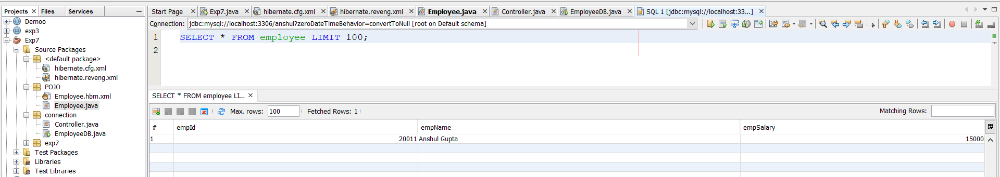 Projects × Files Services
Demoo
exp3
Exp7
Source Packages
<default package>
hibernate.cfg.xml
hibernate.reveng.xml
POJO
Employee.hbm.xml
Employee.java
connection
Controller.java
EmployeeDB.java
exp7
Test Packages
Libraries
Test Libraries
Start Page Exp7.java hibernate.cfg.xml hibernate.reveng.xml Employee.java Controller.java EmployeeDB.java SQL 1 [jdbc:mysql://localhost:33...]
Connection: jdbc:mysql://localhost:3306/anshul?zeroDateTimeBehavior=convertToNull [root on Default schema]
1 SELECT * FROM employee LIMIT 100;
2
SELECT * FROM employee LI... ×
Max. rows: 100 Fetched Rows: 1 Matching Rows:
# empId empName empSalary
1 20011 Anshul Gupta 15000